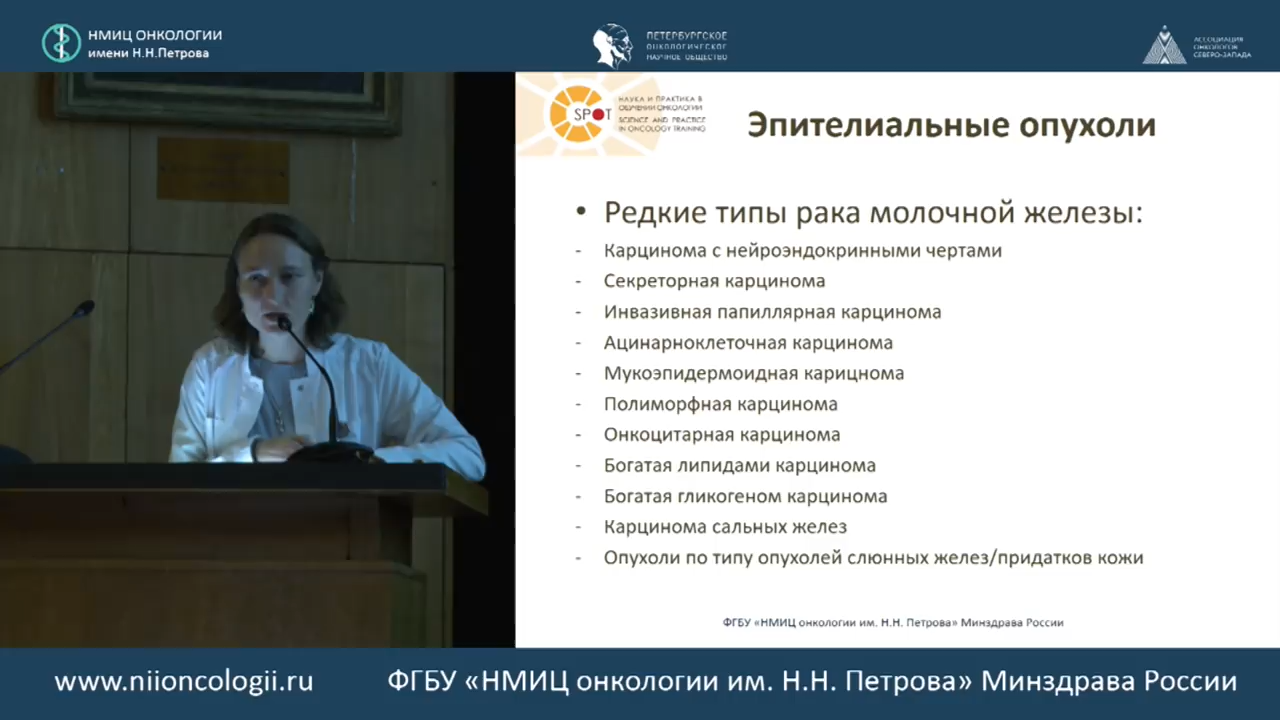 НМИЦ ОНКОЛОГИИ
имени Н.Н.Петрова
ПЕТЕРБУРГСКОЕ
ОНКОЛОГИЧЕСКОЕ
НАУЧНОЕ ОБЩЕСТВО
АССОЦИАЦИЯ
ОНКОЛОГОВ
СЕВЕРО-ЗАПАДА
SPOT
НАУКА И ПРАКТИКА В
ОБУЧЕНИИ ОНКОЛОГИИ
SCIENCE AND PRACTICE
IN ONCOLOGY TRAINING
Эпителиальные опухоли
• Редкие типы рака молочной железы:
- Карцинома с нейроэндокринными чертами
- Секреторная карцинома
- Инвазивная папиллярная карцинома
- Ацинарноклеточная карцинома
- Мукоэпидермоидная карицнома
- Полиморфная карцинома
- Онкоцитарная карцинома
- Богатая липидами карцинома
- Богатая гликогеном карцинома
- Карцинома сальных желез
- Опухоли по типу опухолей слюнных желез/придатков кожи
ФГБУ «НМИЦ онкологии им. Н.Н. Петрова» Минздрава России
www.niioncologii.ru
ФГБУ «НМИЦ онкологии им. Н.Н. Петрова» Минздрава России